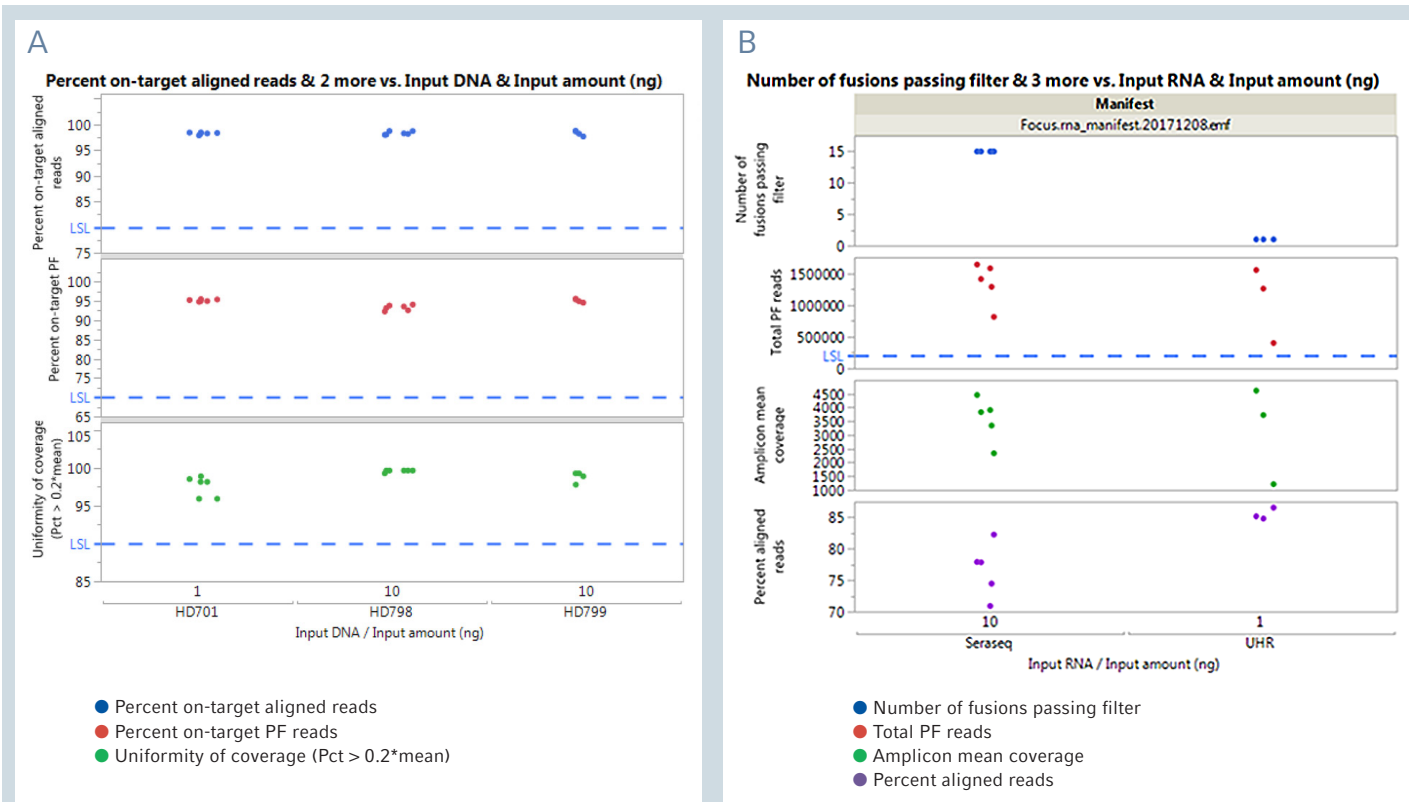 A
Percent on-target aligned reads & 2 more vs. Input DNA & Input amount (ng)
Percent on-target aligned
reads
100
95
90
85
LSL
75
Percent on-target PF
100
95
90
85
80
75
LSL
65
Uniformity of coverage
(Pct > 0.2*mean)
105
100
95
LSL
85
1
10
10
HD701
HD798
HD799
Input DNA / Input amount (ng)
Percent on-target aligned reads
Percent on-target PF reads
Uniformity of coverage (Pct > 0.2*mean)
B
Number of fusions passing filter & 3 more vs. Input RNA & Input amount (ng)
Manifest
Focus.rna_manifest.20171208.emf
Number of
fusions passing
filter
15
10
5
0
Total PF reads
1500000
1000000
500000
LSL
0
Amplicon mean
coverage
4500
4000
3500
3000
2500
2000
1500
1000
Percent aligned
reads
85
80
75
70
10
1
Seraseq
UHR
Input RNA / Input amount (ng)
Number of fusions passing filter
Total PF reads
Amplicon mean coverage
Percent aligned reads